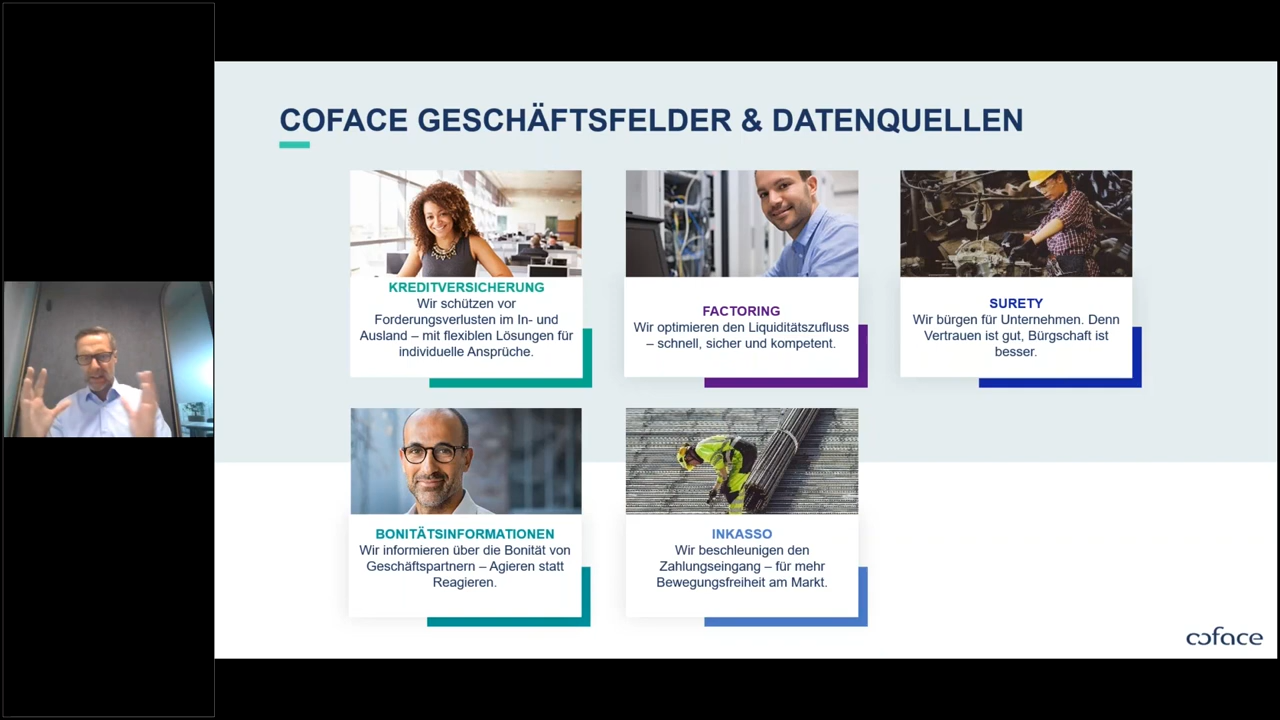 COFACE GESCHÄFTSFELDER & DATENQUELLEN
KREDITVERSICHERUNG
Wir schützen vor
Forderungsverlusten im In- und
Ausland – mit flexiblen Lösungen für
individuelle Ansprüche.
FACTORING
Wir optimieren den Liquiditätszufluss
– schnell, sicher und kompetent.
SURETY
Wir bürgen für Unternehmen. Denn
Vertrauen ist gut, Bürgschaft ist
besser.
BONITÄTSINFORMATIONEN
Wir informieren über die Bonität von
Geschäftspartnern – Agieren statt
Reagieren.
INKASSO
Wir beschleunigen den
Zahlungseingang – für mehr
Bewegungsfreiheit am Markt.
coface